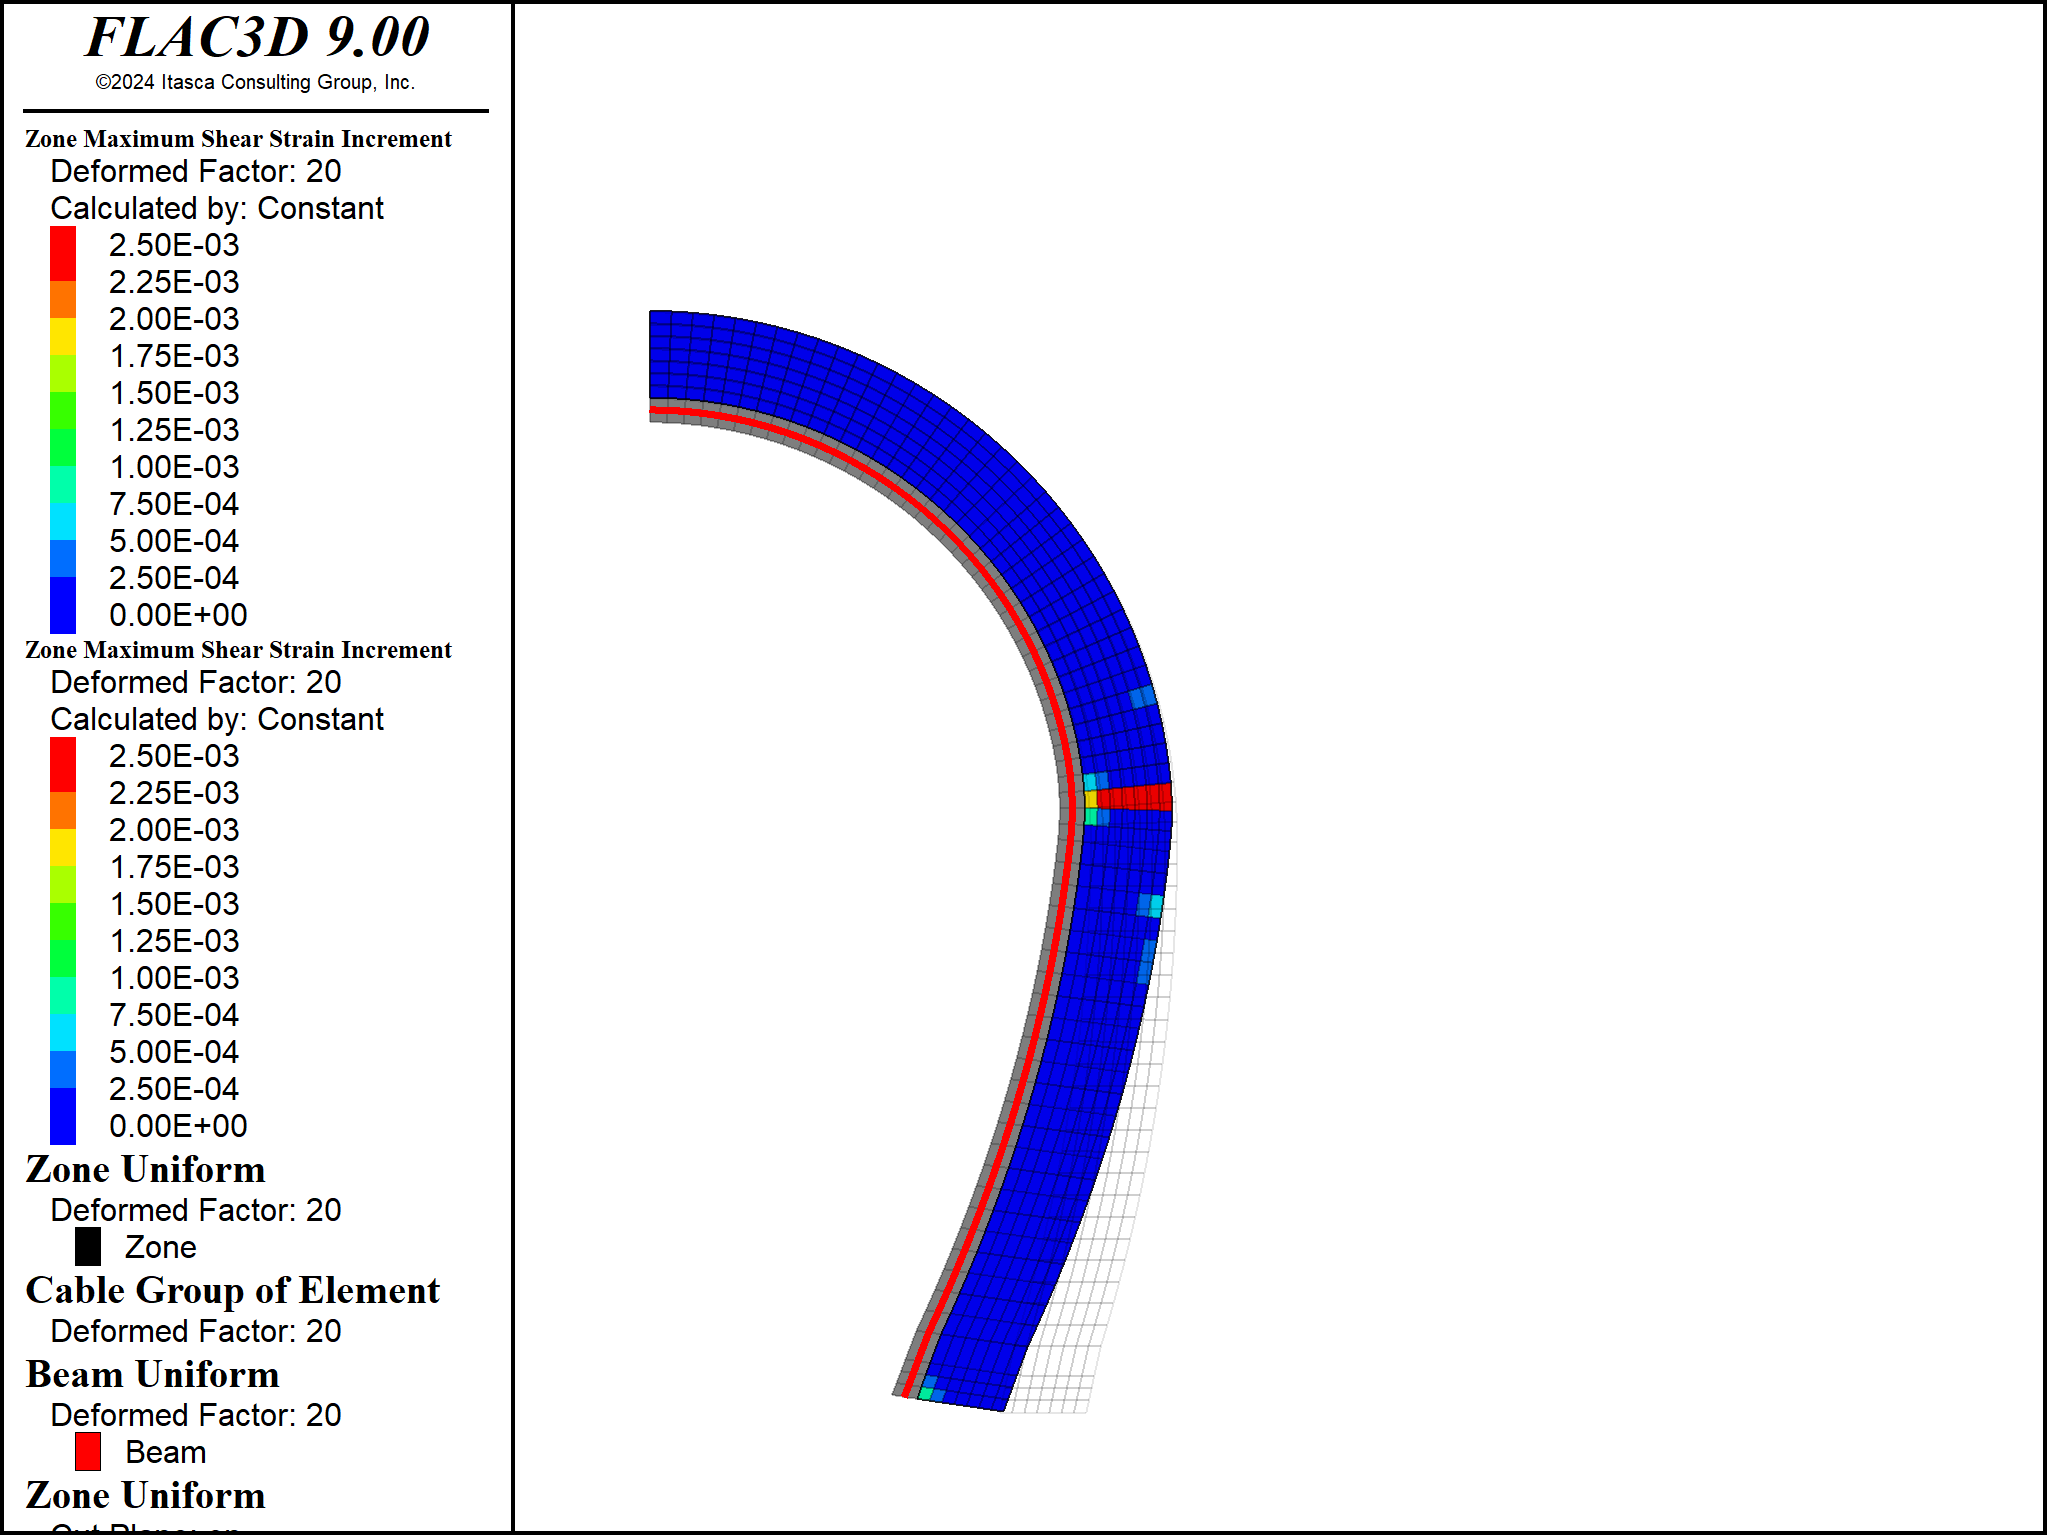 FLAC3D 9.00
©2024 Itasca Consulting Group, Inc.
Zone Maximum Shear Strain Increment
Deformed Factor: 20
Calculated by: Constant
2.50E-03
2.25E-03
2.00E-03
1.75E-03
1.50E-03
1.25E-03
1.00E-03
7.50E-04
5.00E-04
2.50E-04
0.00E+00
Zone Maximum Shear Strain Increment
Deformed Factor: 20
Calculated by: Constant
2.50E-03
2.25E-03
2.00E-03
1.75E-03
1.50E-03
1.25E-03
1.00E-03
7.50E-04
5.00E-04
2.50E-04
0.00E+00
Zone Uniform
Deformed Factor: 20
Zone
Cable Group of Element
Deformed Factor: 20
Beam Uniform
Deformed Factor: 20
Beam
Zone Uniform